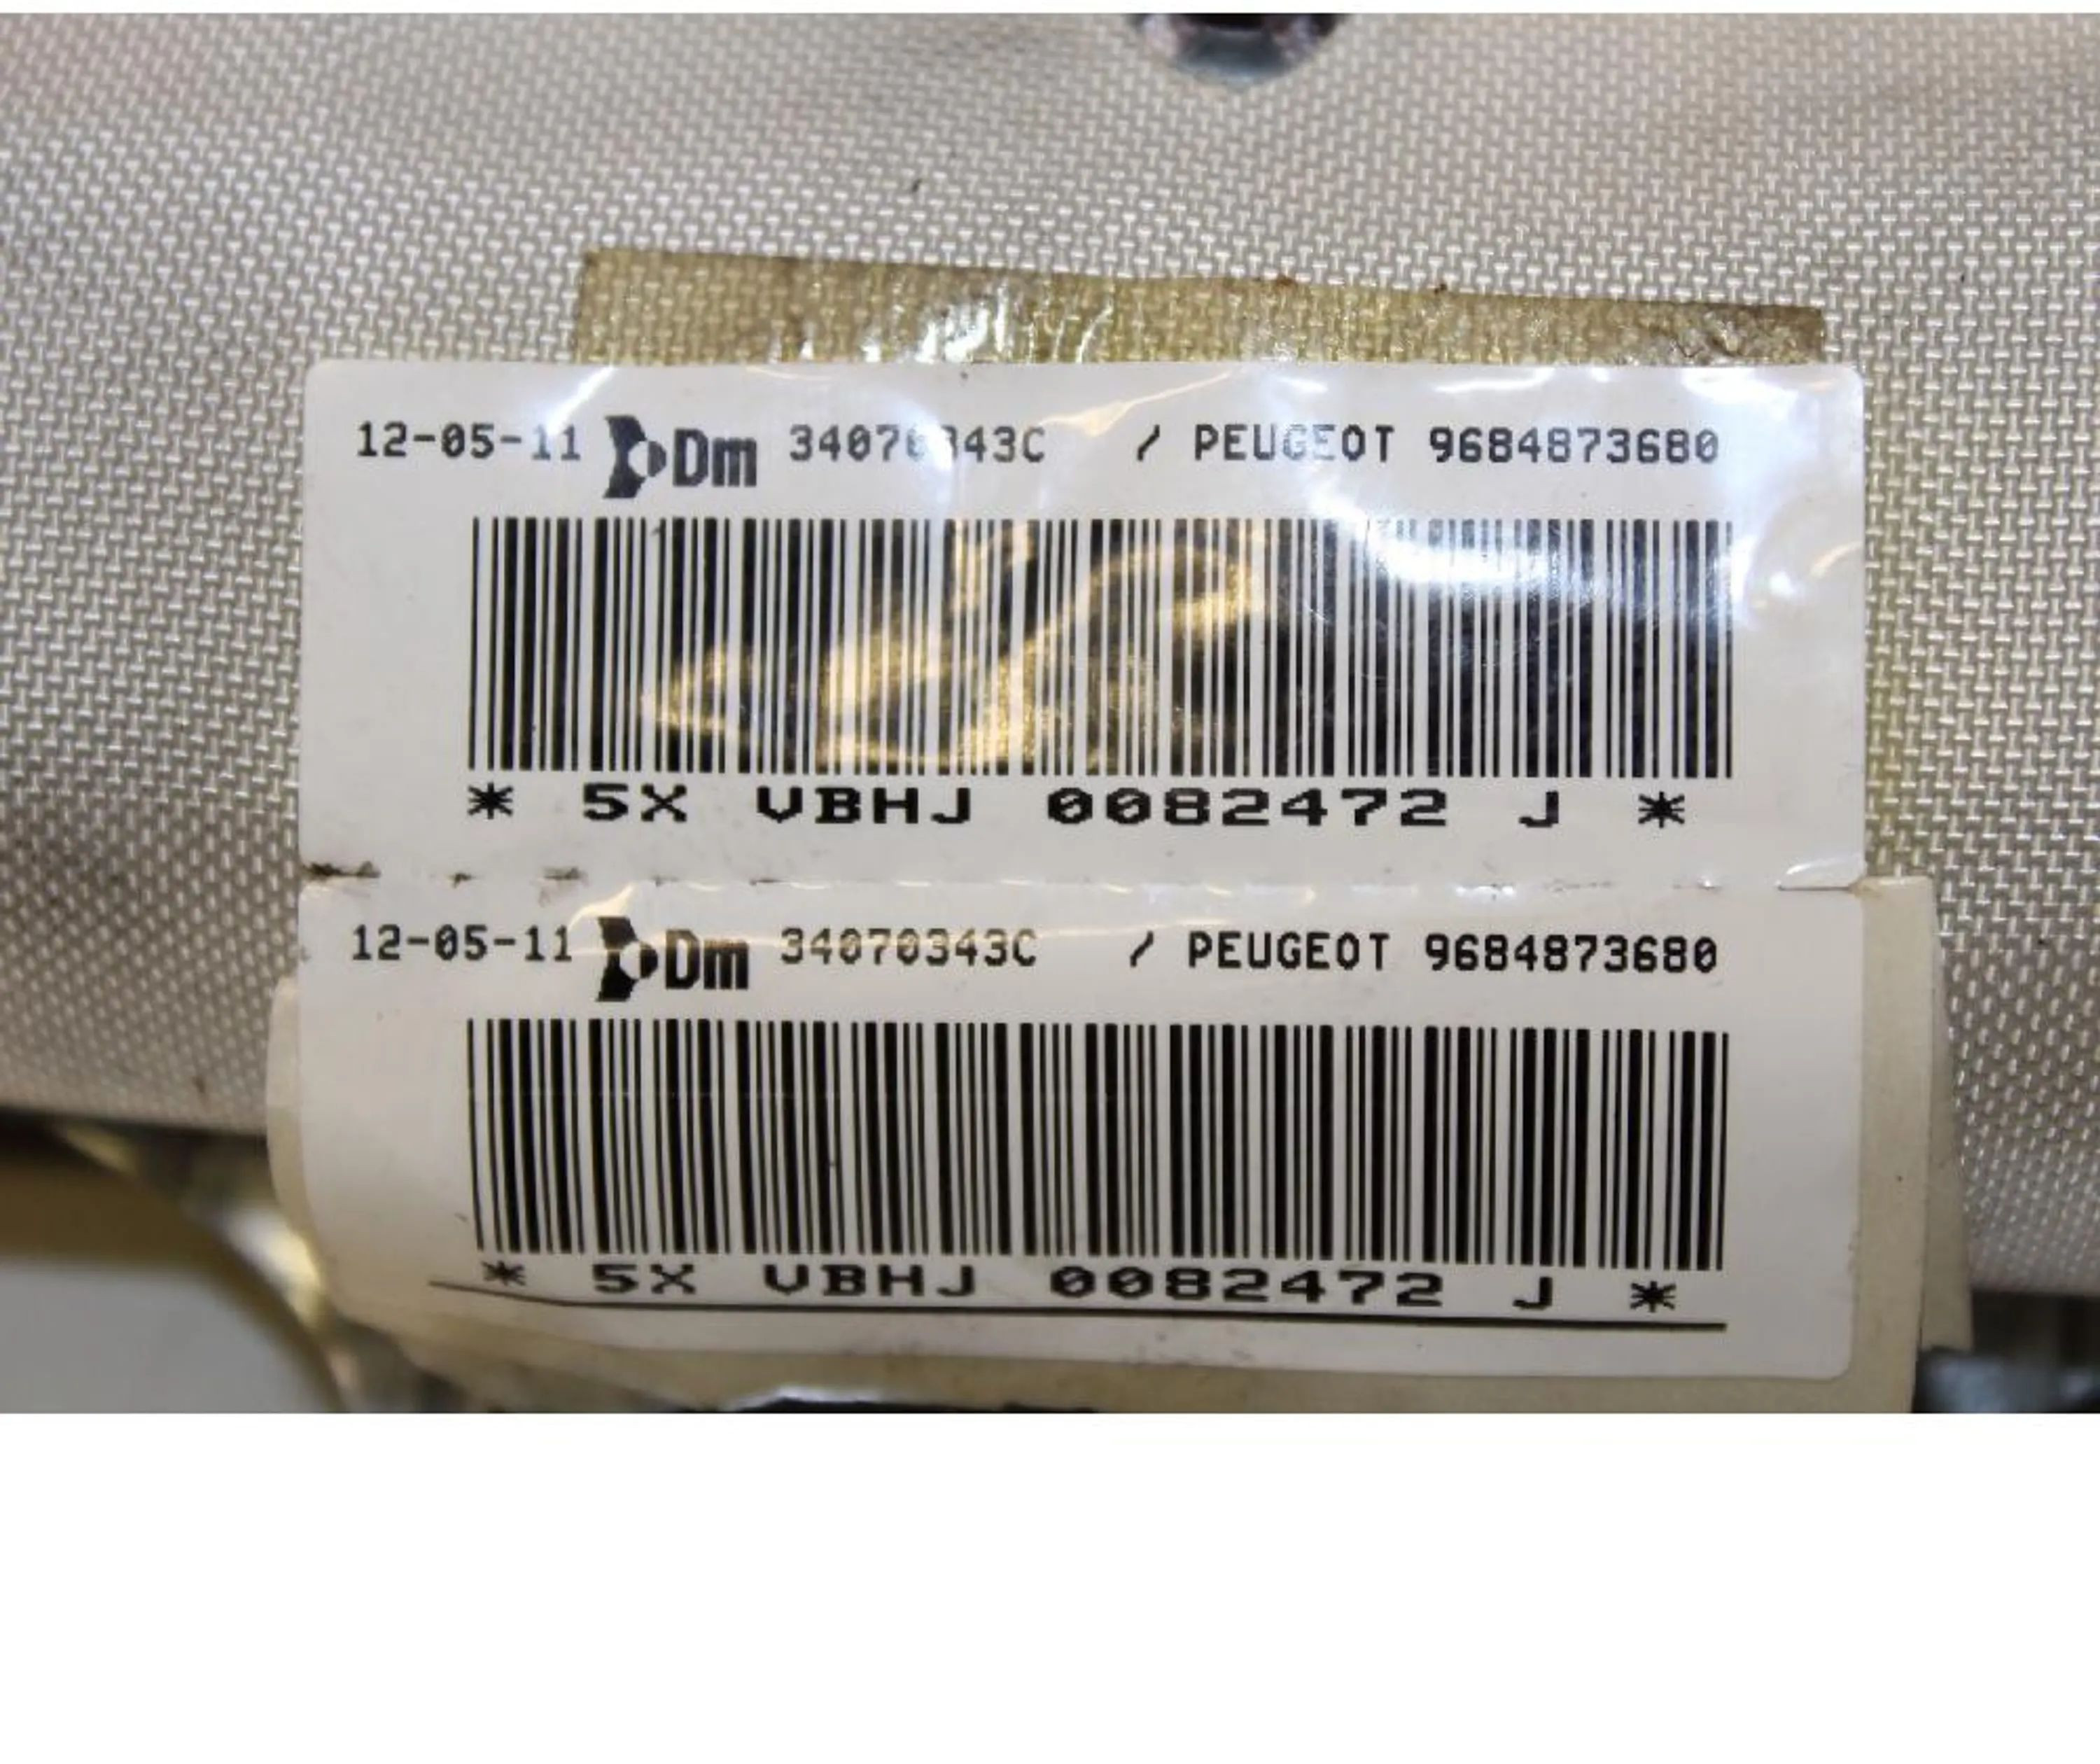 12-05-11 Dm 34070343C / PEUGEOT 9684873680
* 5X VBHJ 0082472 J *
12-05-11 Dm 34070343C / PEUGEOT 9684873680
* 5X VBHJ 0082472 J *